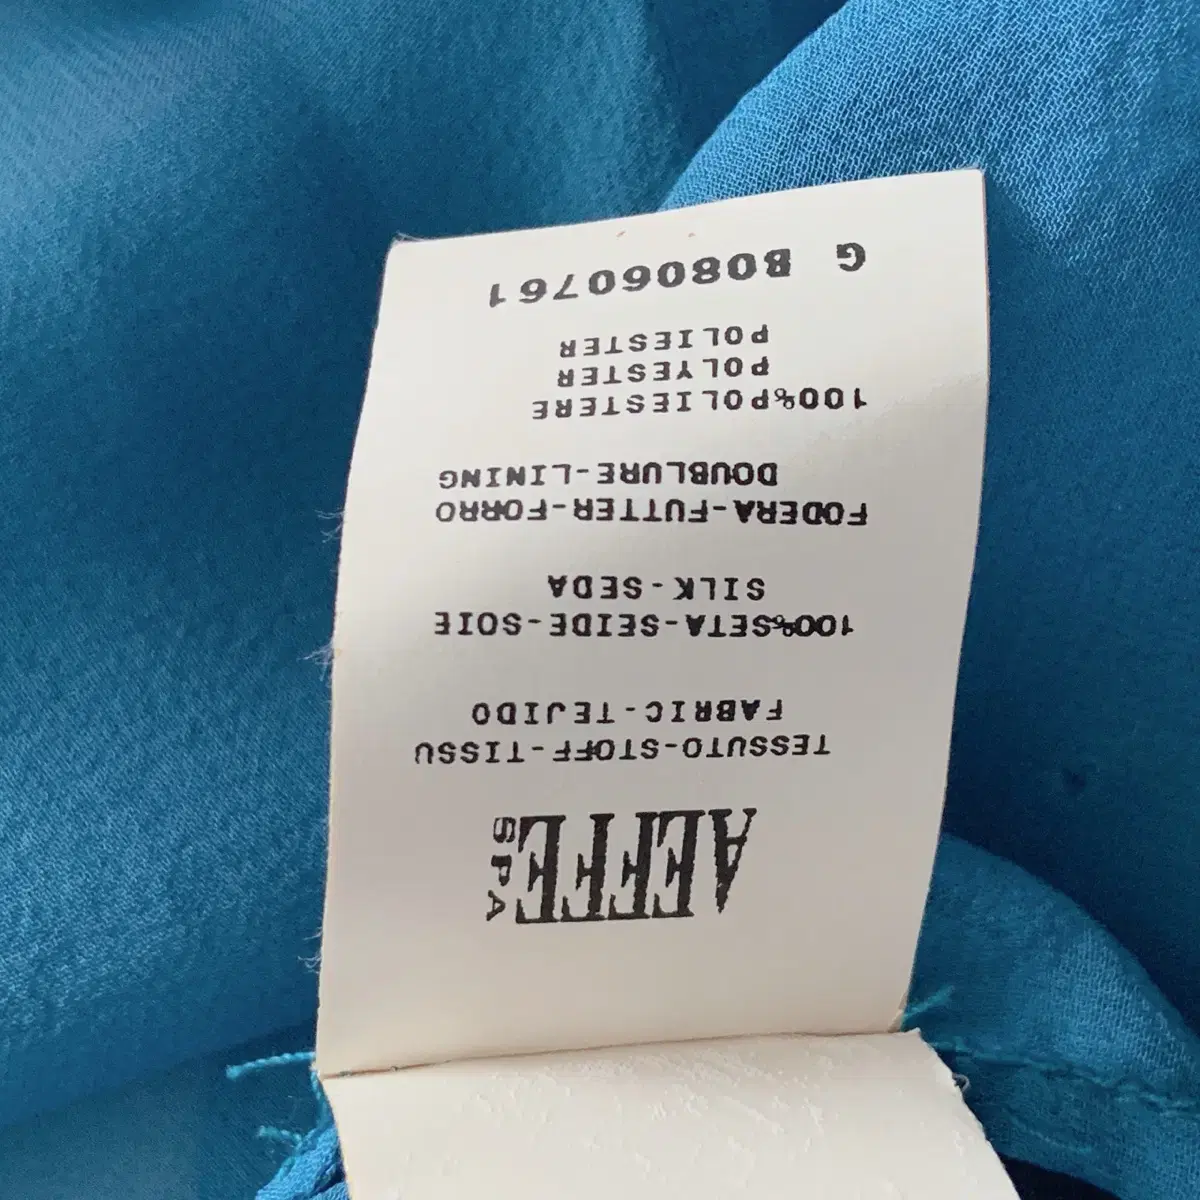 AEFFE SPA
TESSUTO-STOFF-TISSU
FABRIC-TEJIDO
100%SETA-SEIDE-SOIE
SILK-SEDA
FODERA-FUTTER-FORRO
DOUBLURE-LINING
100%POLIESTERE
POLYESTER
POLIESTER
G B08060761